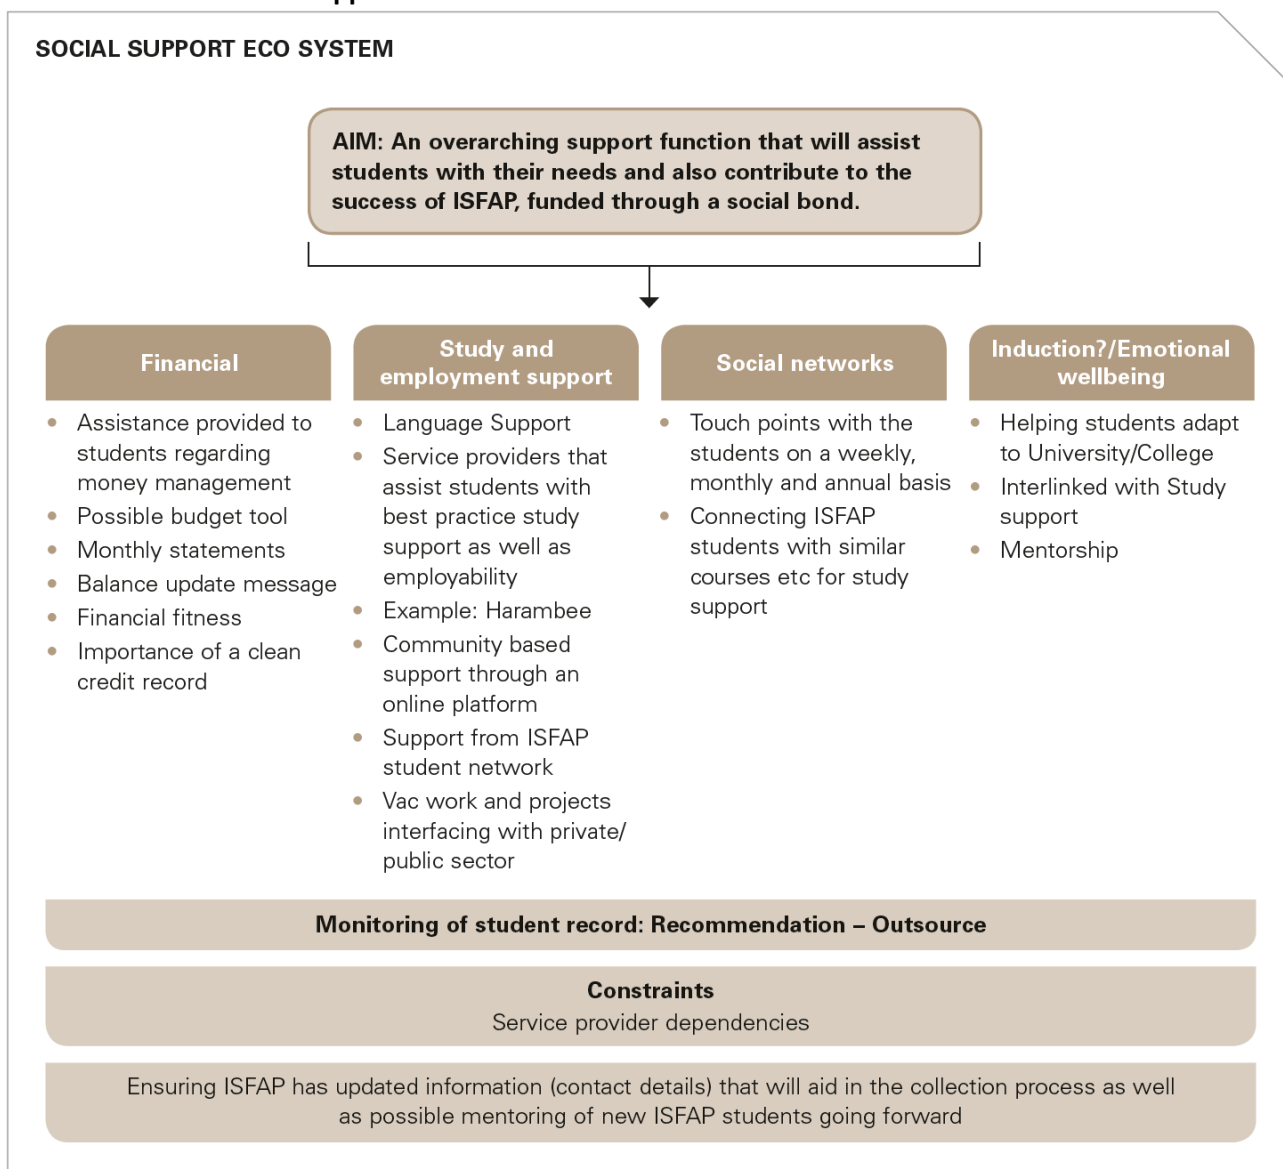 SOCIAL SUPPORT ECO SYSTEM
AIM: An overarching support function that will assist
students with their needs and also contribute to the
success of ISFAP, funded through a social bond.
Financial
• Assistance provided to
students regarding
money management
• Possible budget tool
• Monthly statements
• Balance update message
• Financial fitness
• Importance of a clean
credit record
Study and
employment support
• Language Support
• Service providers that
assist students with
best practice study
support as well as
employability
• Example: Harambee
• Community based
support through an
online platform
• Support from ISFAP
student network
• Vac work and projects
interfacing with private/
public sector
Social networks
• Touch points with the
students on a weekly,
monthly and annual basis
• Connecting ISFAP
students with similar
courses etc for study
support
Induction?/Emotional
wellbeing
• Helping students adapt
to University/College
• Interlinked with Study
support
• Mentorship
Monitoring of student record: Recommendation – Outsource
Constraints
Service provider dependencies
Ensuring ISFAP has updated information (contact details) that will aid in the collection process as well
as possible mentoring of new ISFAP students going forward